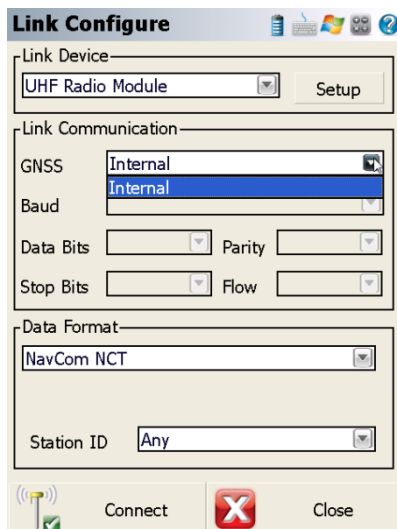 Link Configure
Link Device
UHF Radio Module
Setup
Link Communication
GNSS
Internal
Internal
Baud
Data Bits
Parity
Stop Bits
Flow
Data Format
NavCom NCT
Station ID
Any
Connect
Close